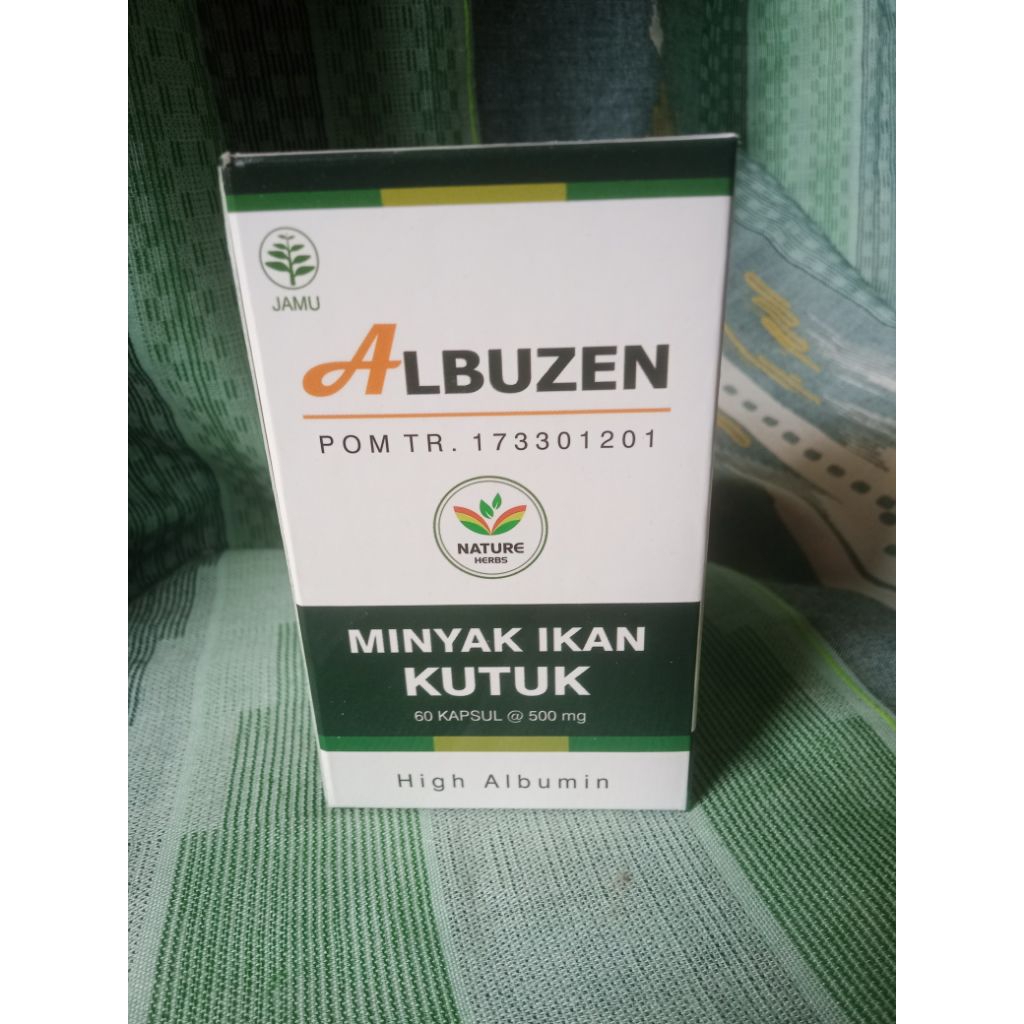 JAMU
ALBUZEN
POM TR. 173301201
NATURE
HERBS
MINYAK IKAN
KUTUK
60 KAPSUL @ 500 mg
High Albumin